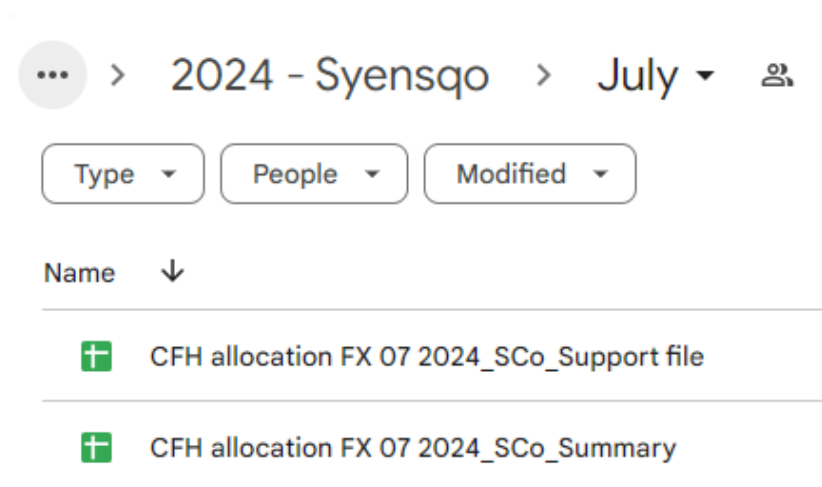 ... > 2024 - Syensqo > July
Type People Modified
Name
CFH allocation FX 07 2024_SCo_Support file
CFH allocation FX 07 2024_SCo_Summary